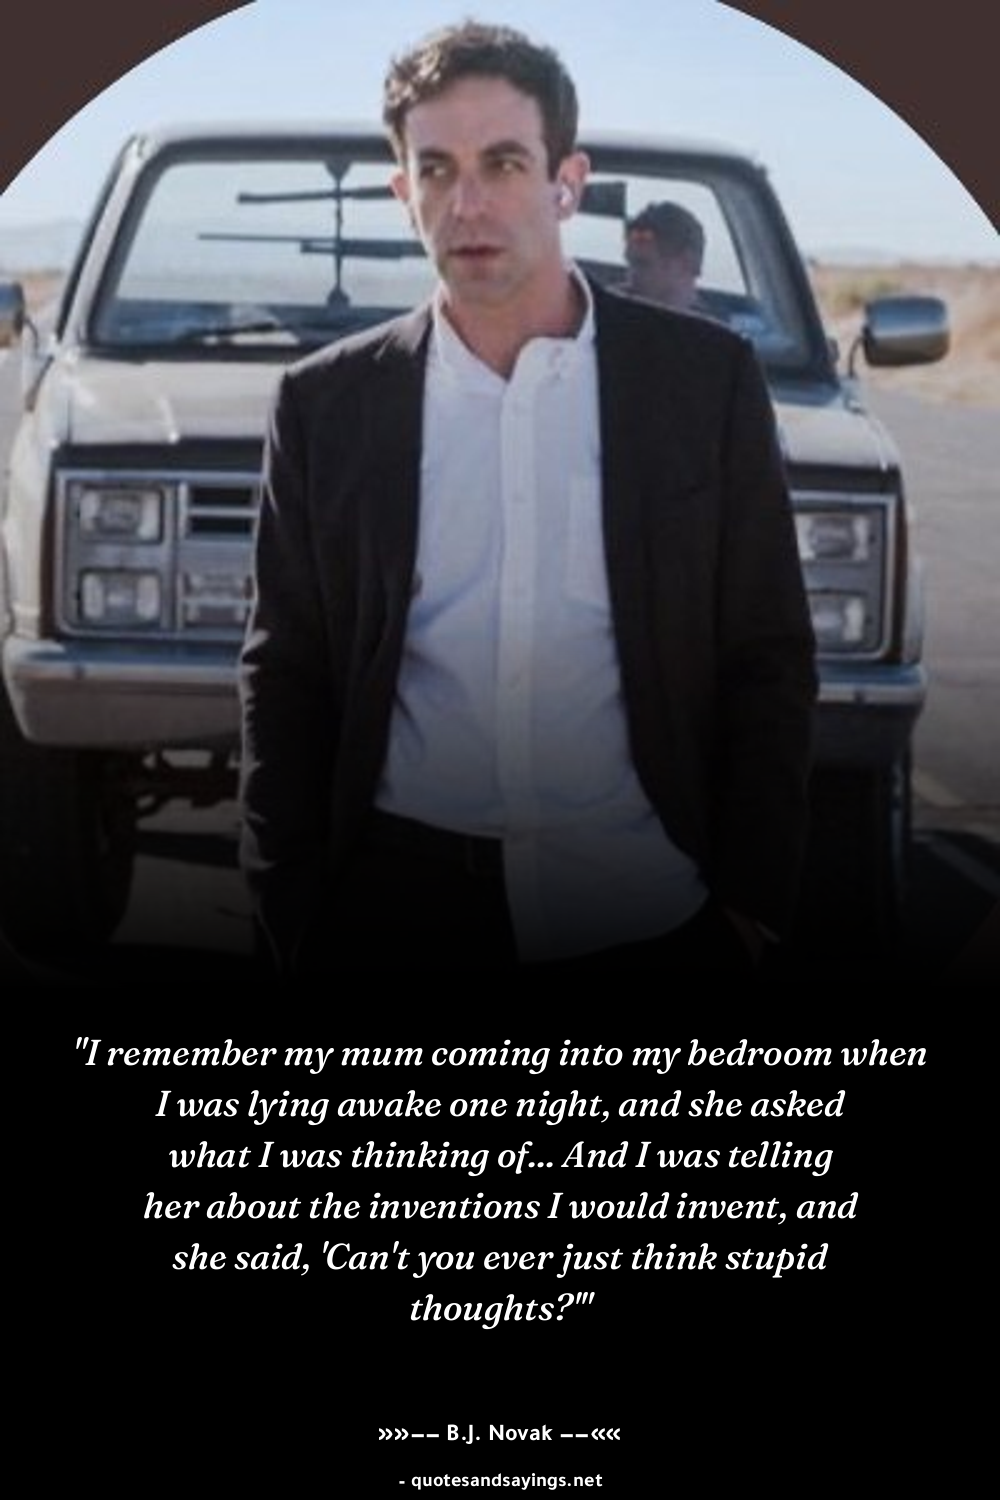 "I remember my mum coming into my bedroom when
I was lying awake one night, and she asked
what I was thinking of... And I was telling
her about the inventions I would invent, and
she said, 'Can't you ever just think stupid
thoughts?'"
»»–– B.J. Novak ––««
- quotesandsayings.net